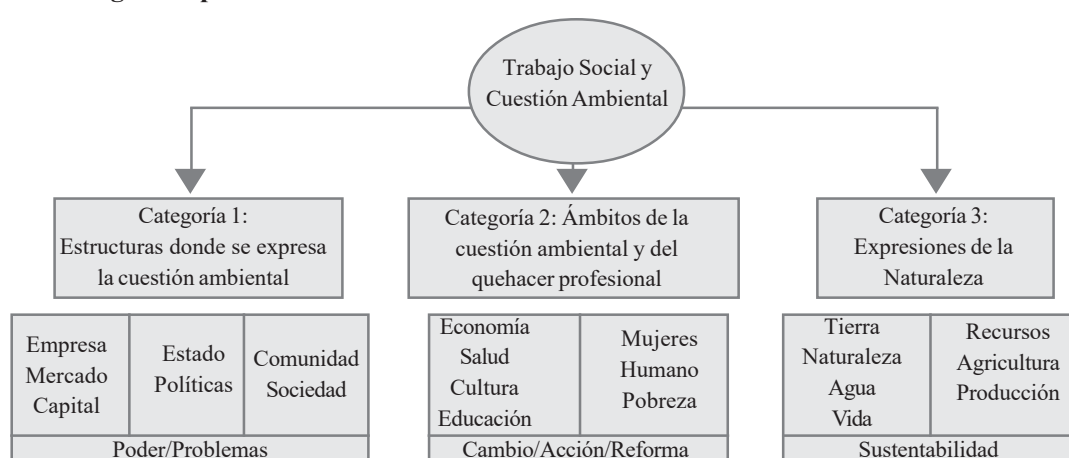 Trabajo Social y
Cuestión Ambiental
Categoría 1:
Estructuras donde se expresa
la cuestión ambiental
Categoría 2: Ámbitos de la
cuestión ambiental y del
quehacer profesional
Categoría 3:
Expresiones de la
Naturaleza
Empresa
Mercado
Capital
Estado
Políticas
Comunidad
Sociedad
Poder/Problemas
Economía
Salud
Cultura
Educación
Mujeres
Humano
Pobreza
Cambio/Acción/Reforma
Tierra
Naturaleza
Agua
Vida
Recursos
Agricultura
Producción
Sustentabilidad